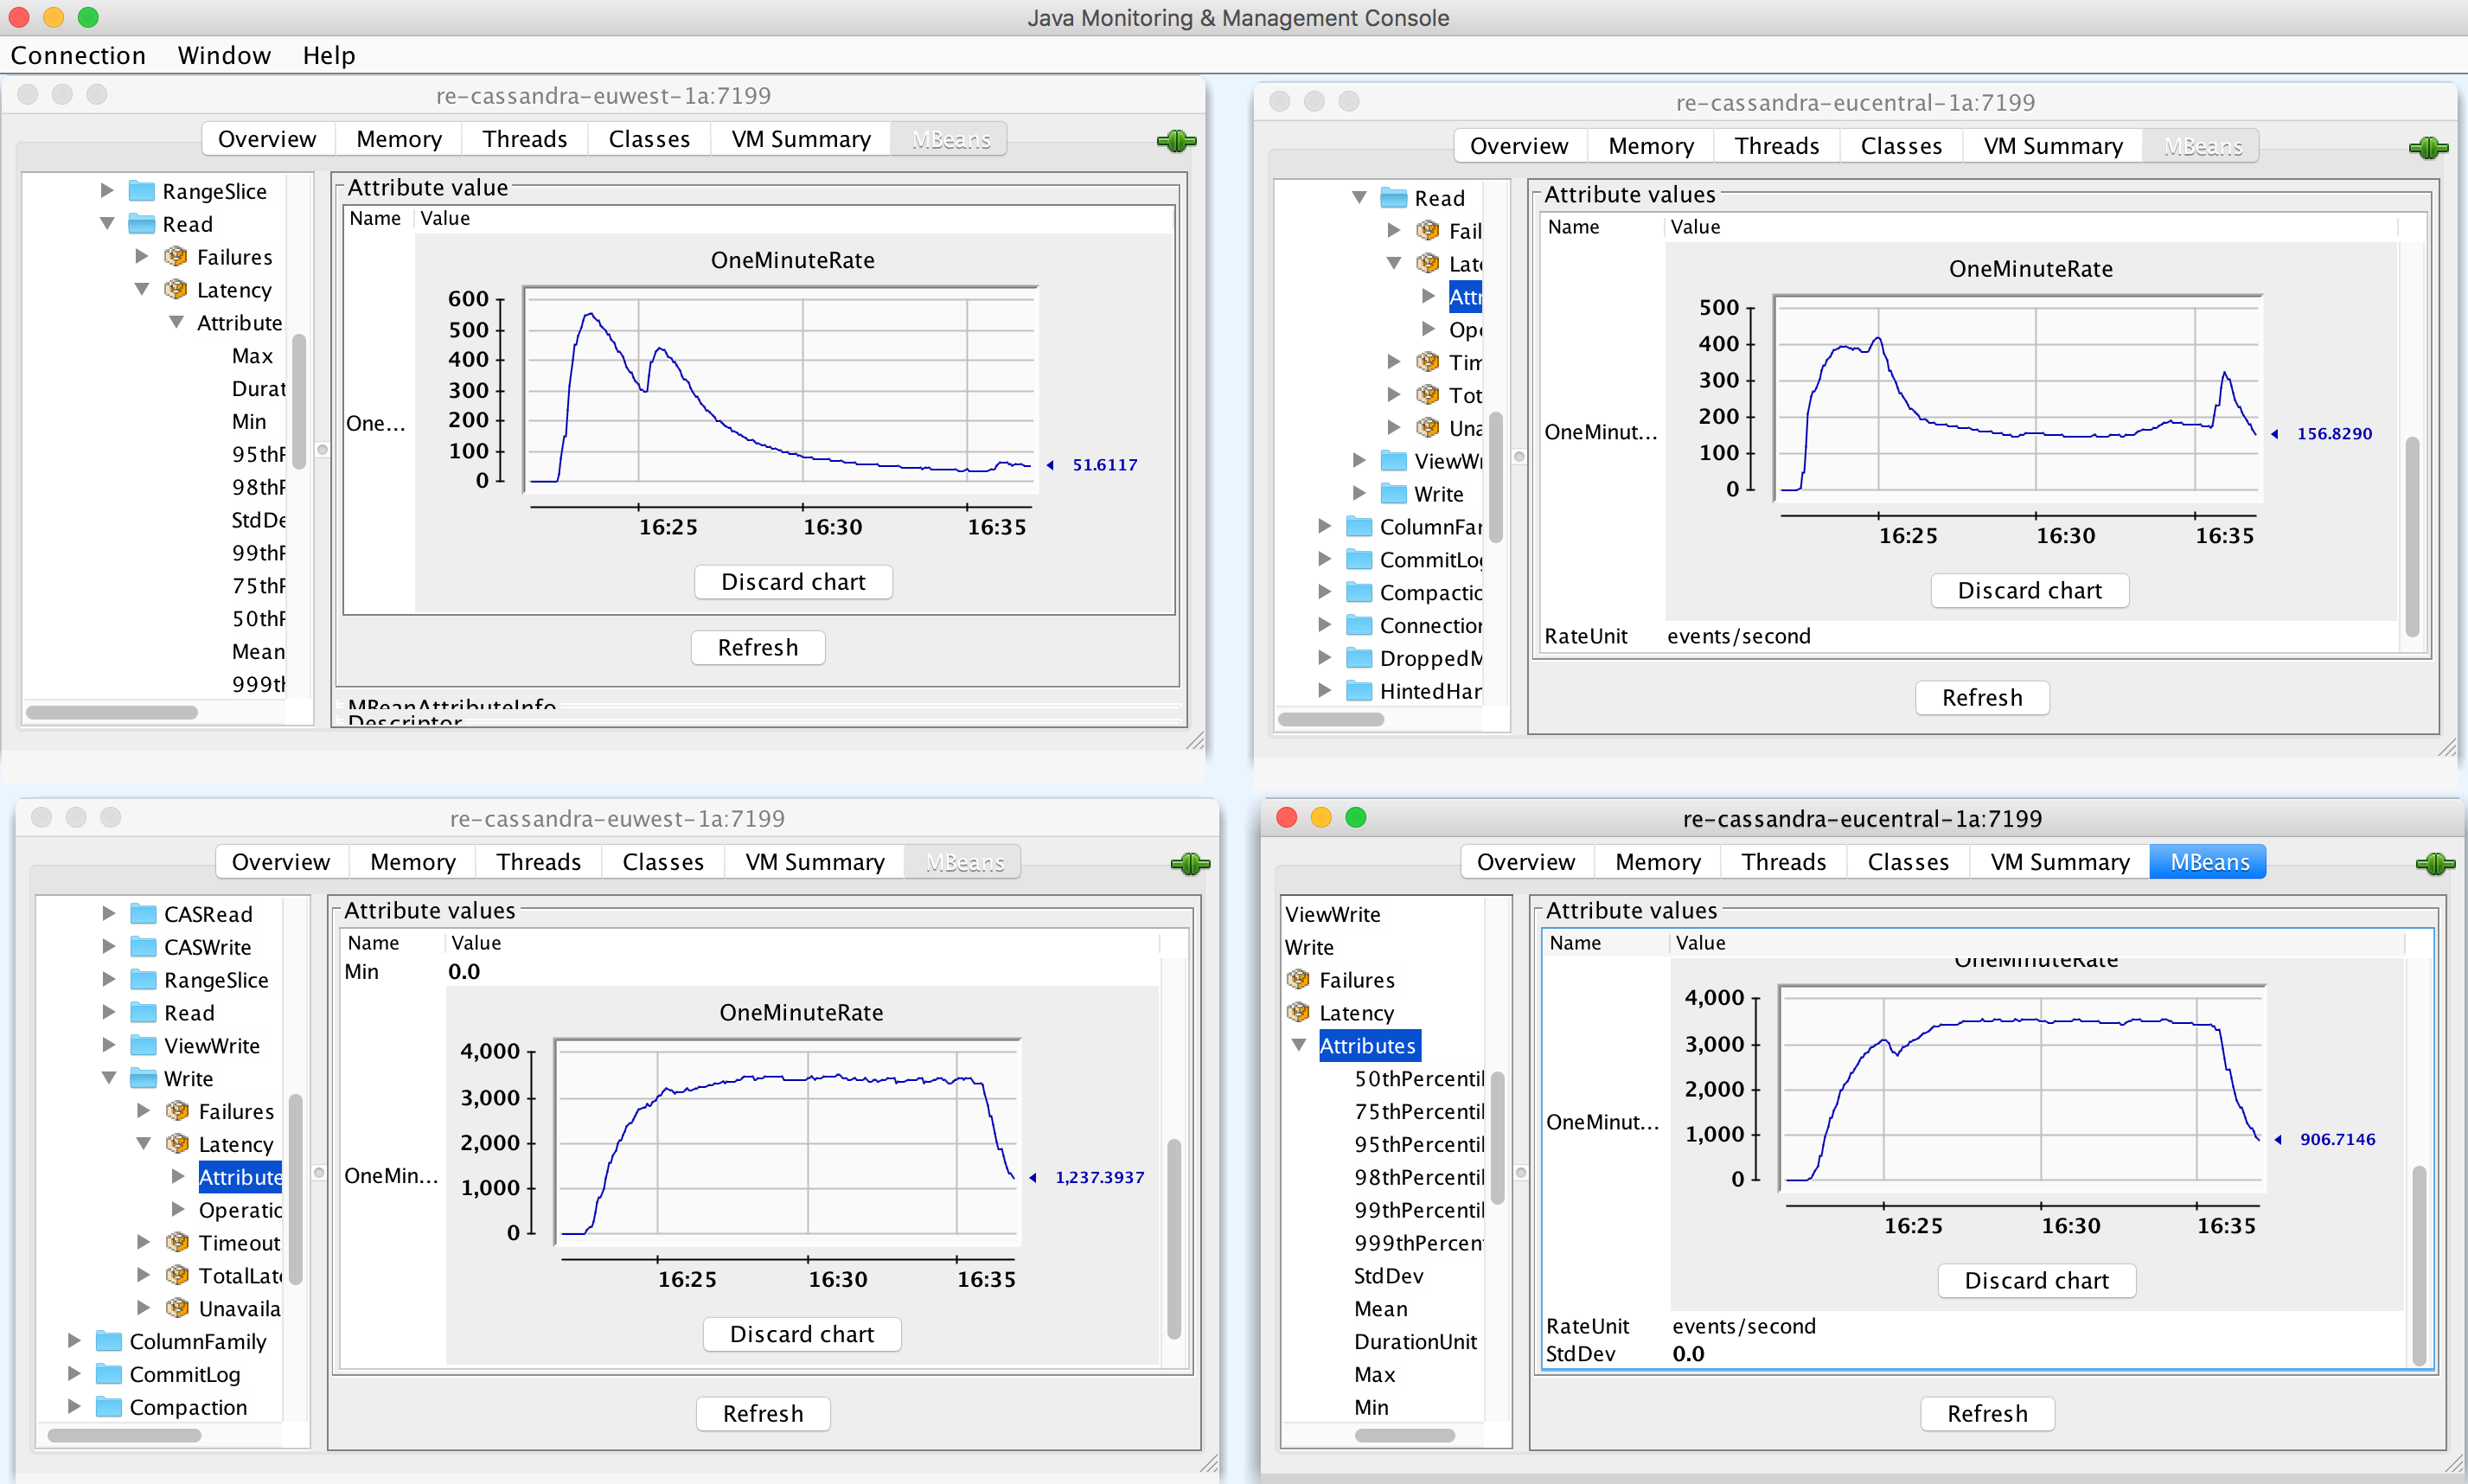 Java Monitoring & Management Console
Connection Window Help
re-cassandra-euwest-1a:7199
Overview Memory Threads Classes VM Summary MBeans
RangeSlice
Read
Failures
Latency
Attribute
Max
Durat
Min
95thP
98thP
StdDe
99thP
75thP
50thP
Mean
999th
Attribute value
Name Value
OneMinuteRate
600
500
400
300
200
100
0
One...
51.6117
16:25 16:30 16:35
Discard chart
Refresh
MBeanAttributeInfo
Descriptor
re-cassandra-eucentral-1a:7199
Overview Memory Threads Classes VM Summary MBeans
Read
Fail
Late
Attr
Ope
Tim
Tot
Una
ViewWr
Write
ColumnFar
CommitLog
Compactic
Connection
DroppedM
HintedHar
Attribute values
Name Value
OneMinuteRate
500
400
300
200
100
0
OneMinut...
156.8290
16:25 16:30 16:35
Discard chart
RateUnit events/second
Refresh
re-cassandra-euwest-1a:7199
Overview Memory Threads Classes VM Summary MBeans
CASRead
CASWrite
RangeSlice
Read
ViewWrite
Write
Failures
Latency
Attribute
Operatic
Timeout
TotalLate
Unavaila
ColumnFamily
CommitLog
Compaction
Attribute values
Name Value
Min 0.0
OneMinuteRate
4,000
3,000
2,000
1,000
0
OneMin...
1,237.3937
16:25 16:30 16:35
Discard chart
Refresh
re-cassandra-eucentral-1a:7199
Overview Memory Threads Classes VM Summary MBeans
ViewWrite
Write
Failures
Latency
Attributes
50thPercentil
75thPercentil
95thPercentil
98thPercentil
99thPercentil
999thPercent
StdDev
Mean
DurationUnit
Max
Min
Attribute values
Name Value
OneMinuteRate
4,000
3,000
2,000
1,000
0
OneMinut...
906.7146
16:25 16:30 16:35
Discard chart
RateUnit events/second
StdDev 0.0
Refresh